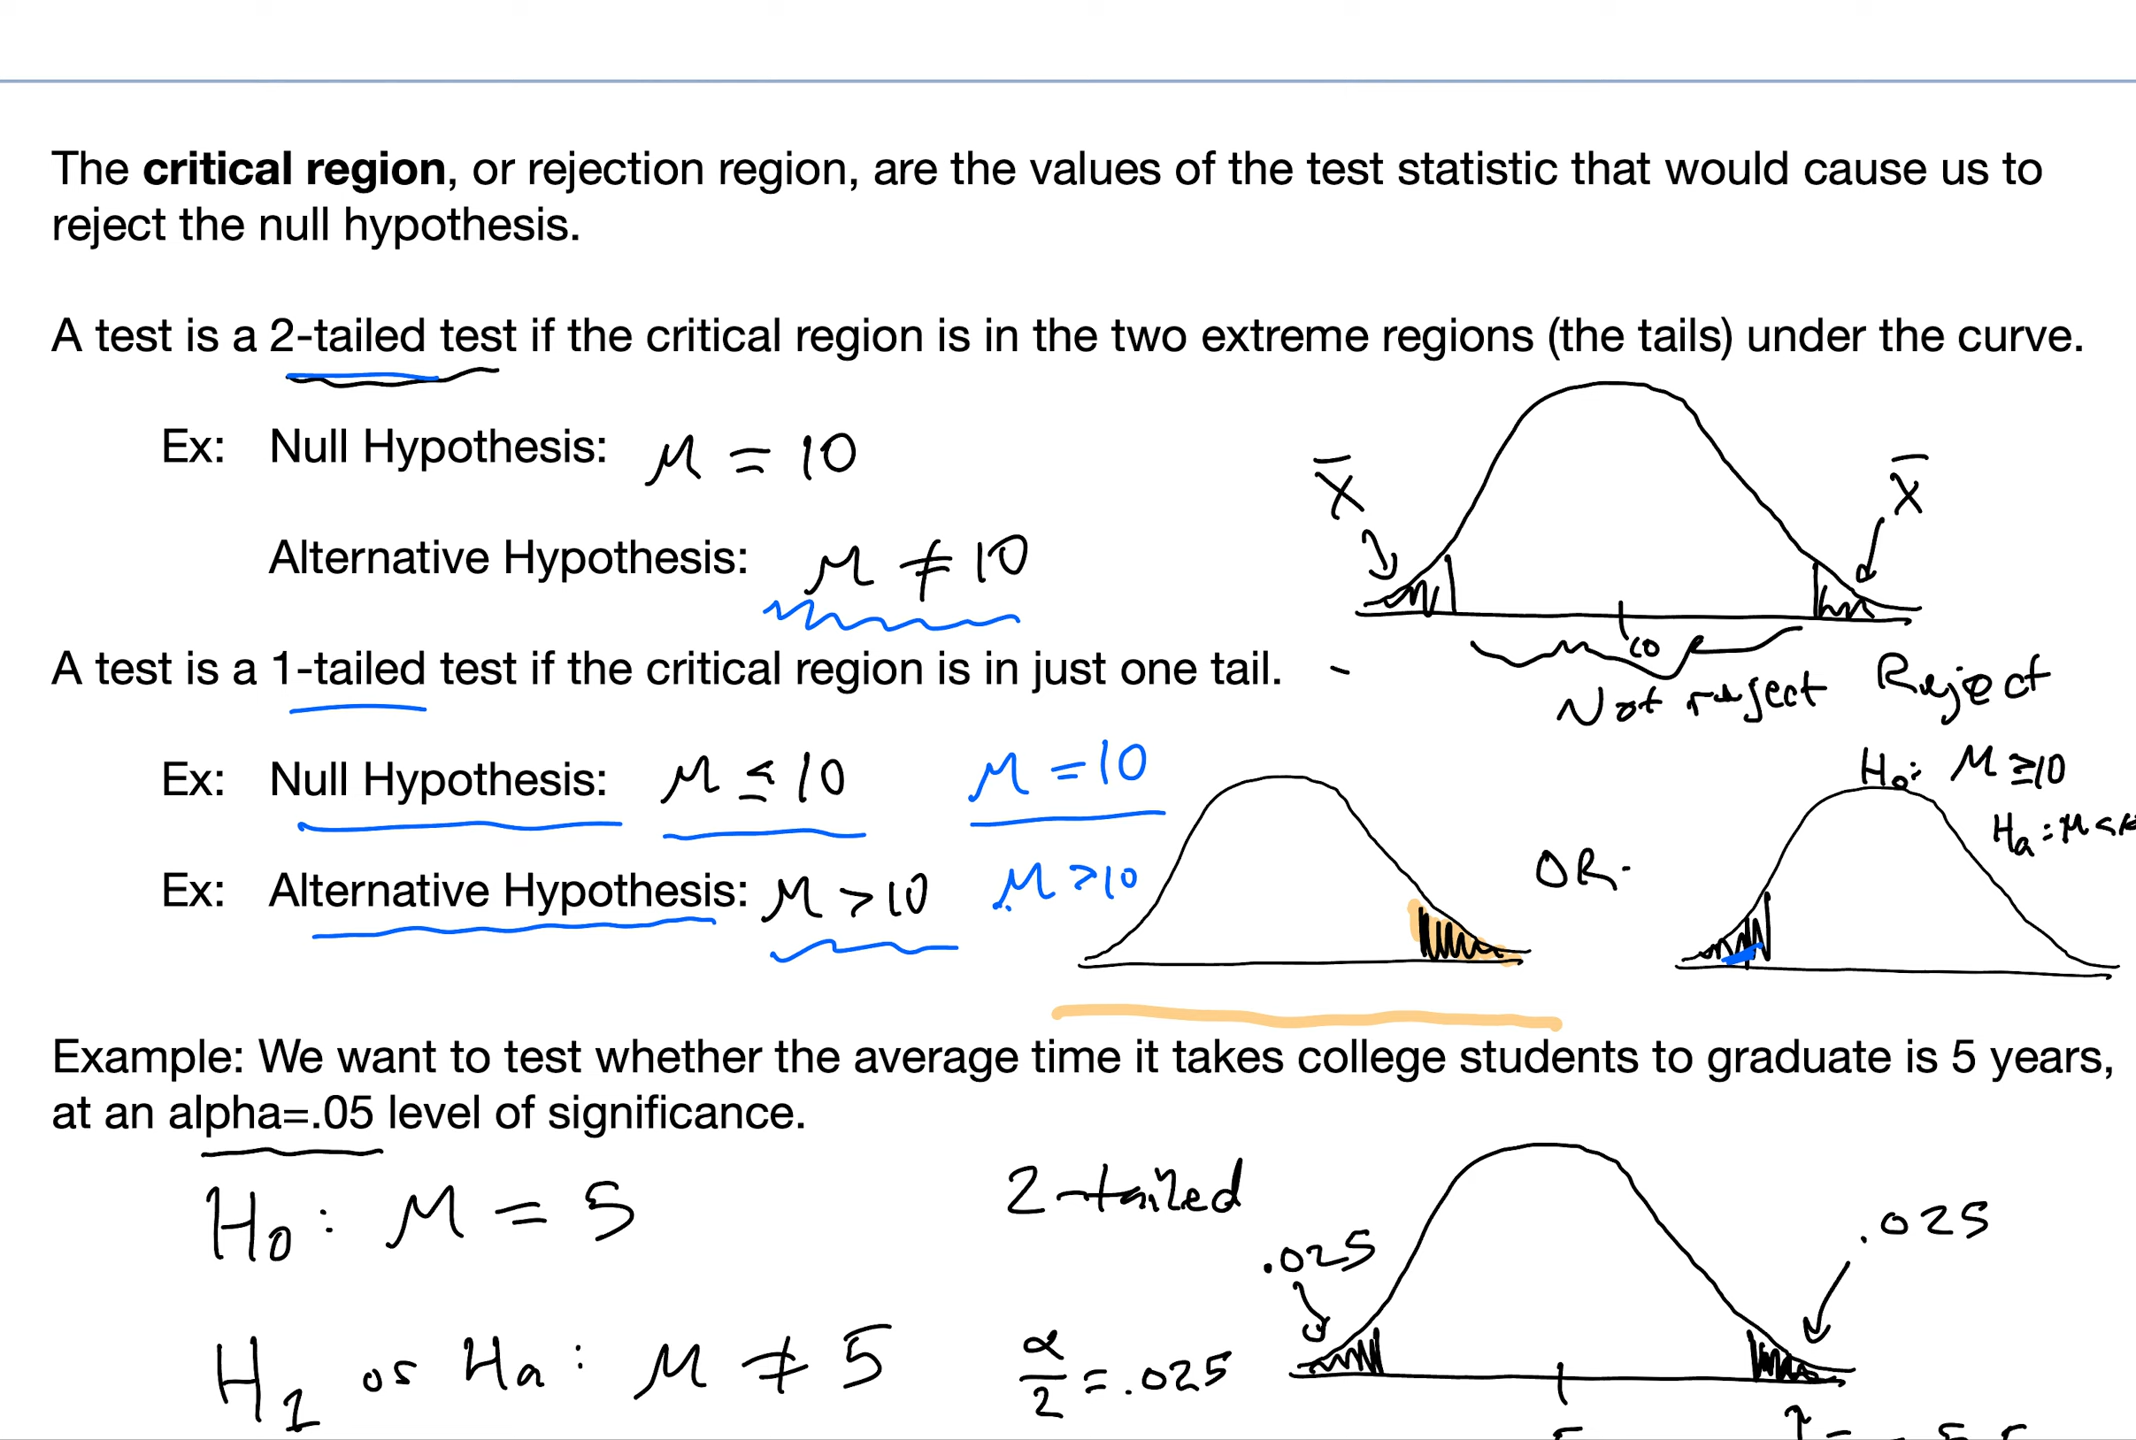 The critical region, or rejection region, are the values of the test statistic that would cause us to
reject the null hypothesis.
A test is a 2-tailed test if the critical region is in the two extreme regions (the tails) under the curve.
Ex: Null Hypothesis: μ = 10
x̄ x̄
Alternative Hypothesis: μ ≠ 10
10
A test is a 1-tailed test if the critical region is in just one tail.
Not reject Reject
Ex: Null Hypothesis: μ ≤ 10 μ = 10
H₀: μ ≥ 10
Hₐ: μ <
OR
Ex: Alternative Hypothesis: μ > 10 μ > 10
Example: We want to test whether the average time it takes college students to graduate is 5 years,
at an alpha=.05 level of significance.
H₀: μ = 5
2-tailed
.025 .025
H₁ or Hₐ: μ ≠ 5
α/2 = .025